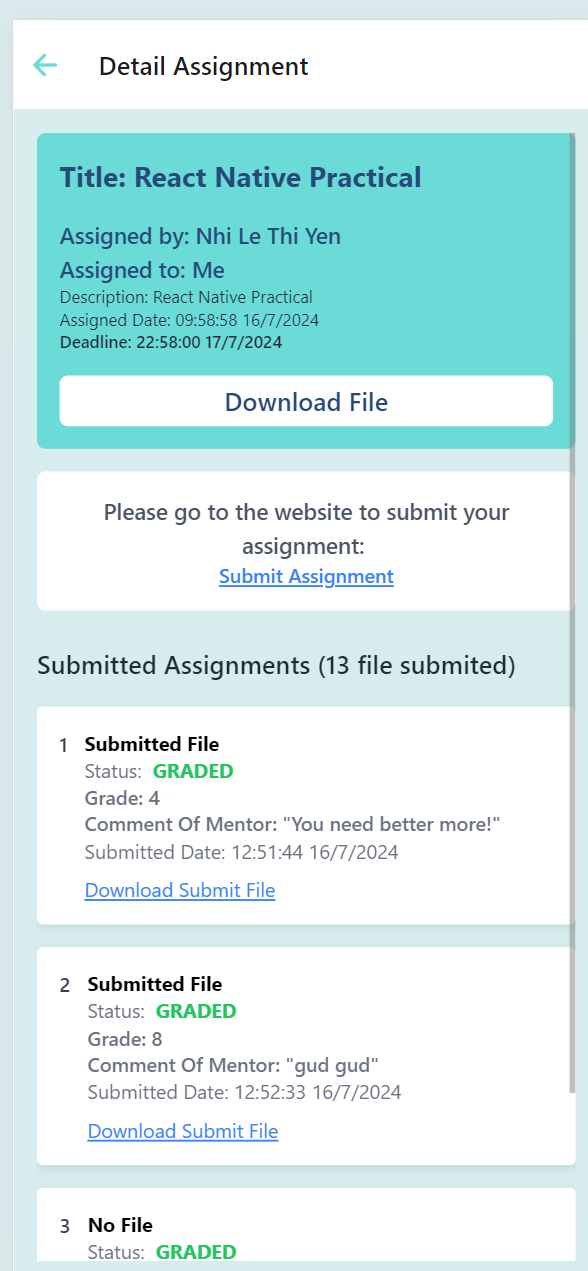 Detail Assignment
Title: React Native Practical
Assigned by: Nhi Le Thi Yen
Assigned to: Me
Description: React Native Practical
Assigned Date: 09:58:58 16/7/2024
Deadline: 22:58:00 17/7/2024
Download File
Please go to the website to submit your
assignment:
Submit Assignment
Submitted Assignments (13 file submited)
1 Submitted File
Status: GRADED
Grade: 4
Comment Of Mentor: "You need better more!"
Submitted Date: 12:51:44 16/7/2024
Download Submit File
2 Submitted File
Status: GRADED
Grade: 8
Comment Of Mentor: "gud gud"
Submitted Date: 12:52:33 16/7/2024
Download Submit File
3 No File
Status: GRADED